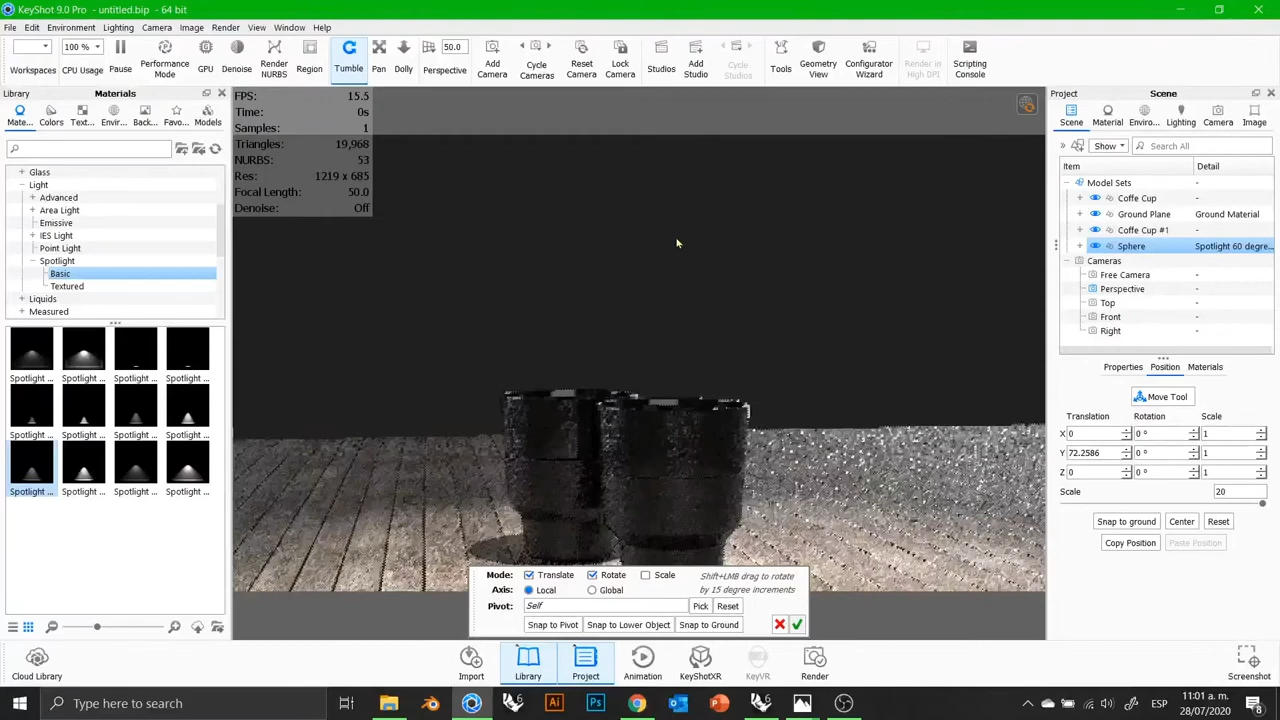 KeyShot 9.0 Pro - untitled.bip - 64 bit
File Edit Environment Lighting Camera Image Render View Window Help
100 % 50.0
Workspaces CPU Usage Pause Performance Mode GPU Denoise Render NURBS Region Tumble Pan Dolly Perspective Add Camera Cycle Cameras Reset Camera Lock Camera Studios Add Studio Cycle Studios Tools Geometry View Configurator Wizard Render in High DPI Scripting Console
Library Materials
Mate... Colors Text... Envir... Back... Favo... Models
Glass
Light
Advanced
Area Light
Emissive
IES Light
Point Light
Spotlight
Basic
Textured
Liquids
Measured
Spotlight ... Spotlight ... Spotlight ... Spotlight ...
Spotlight ... Spotlight ... Spotlight ... Spotlight ...
Spotlight ... Spotlight ... Spotlight ... Spotlight ...
FPS: 15.5
Time: 0s
Samples: 1
Triangles: 19,968
NURBS: 53
Res: 1219 x 685
Focal Length: 50.0
Denoise: Off
Mode: Translate Rotate Scale Shift+LMB drag to rotate by 15 degree increments
Axis: Local Global
Pivot: Self Pick Reset
Snap to Pivot Snap to Lower Object Snap to Ground
Project Scene
Scene Material Enviro... Lighting Camera Image
Show Search All
Item Detail
Model Sets -
Coffe Cup -
Ground Plane Ground Material
Coffe Cup #1 -
Sphere Spotlight 60 degre...
Cameras -
Free Camera -
Perspective -
Top -
Front -
Right -
Properties Position Materials
Move Tool
Translation Rotation Scale
X 0 0 ° 1
Y 72.2586 0 ° 1
Z 0 0 ° 1
Scale 20
Snap to ground Center Reset
Copy Position Paste Position
Cloud Library Import Library Project Animation KeyShotXR KeyVR Render Screenshot
Type here to search
ESP
11:01 a. m.
28/07/2020
8